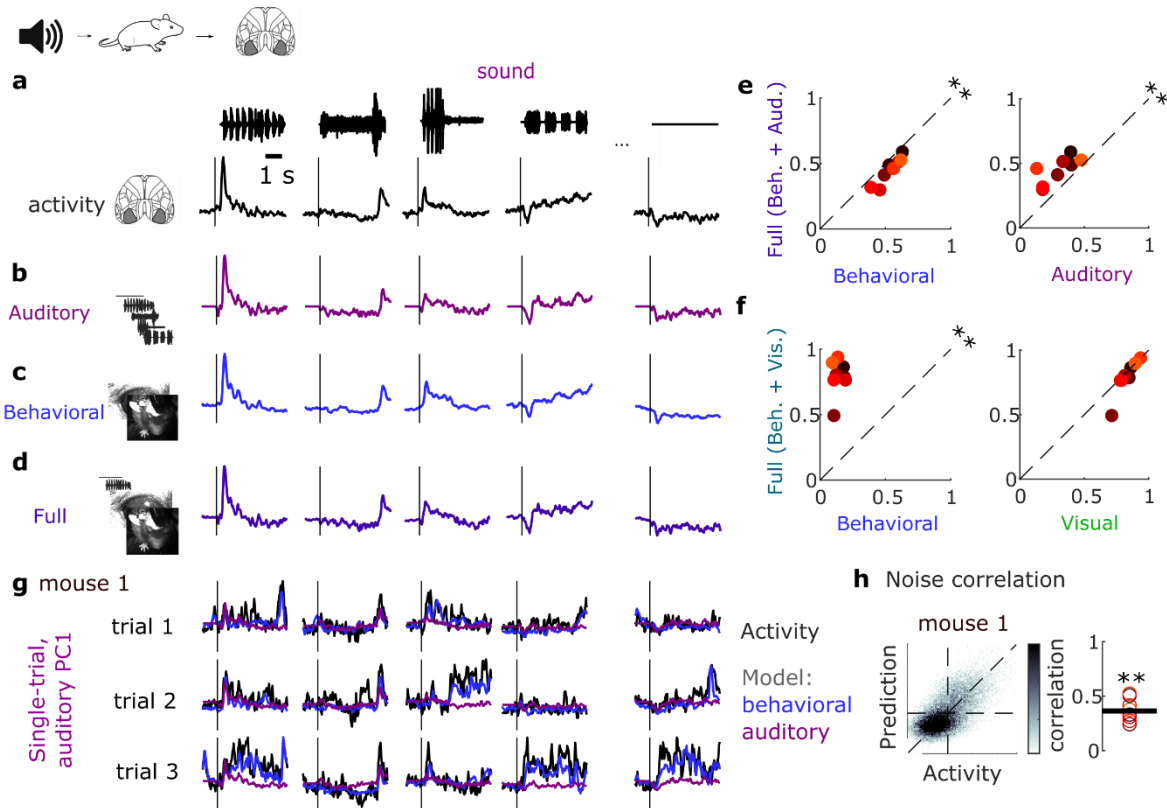 a
sound
...
1 s
activity
b
Auditory
c
Behavioral
d
Full
e
Full (Beh. + Aud.)
1
0.5
0
0
0.5
1
Behavioral
**
1
0.5
0
0
0.5
1
Auditory
**
f
Full (Beh. + Vis.)
1
0.5
0
0
0.5
1
Behavioral
**
1
0.5
0
0
0.5
1
Visual
g
mouse 1
Single-trial,
auditory PC1
trial 1
trial 2
trial 3
Activity
Model:
behavioral
auditory
h
Noise correlation
mouse 1
Prediction
Activity
correlation
1
0.5
0
**